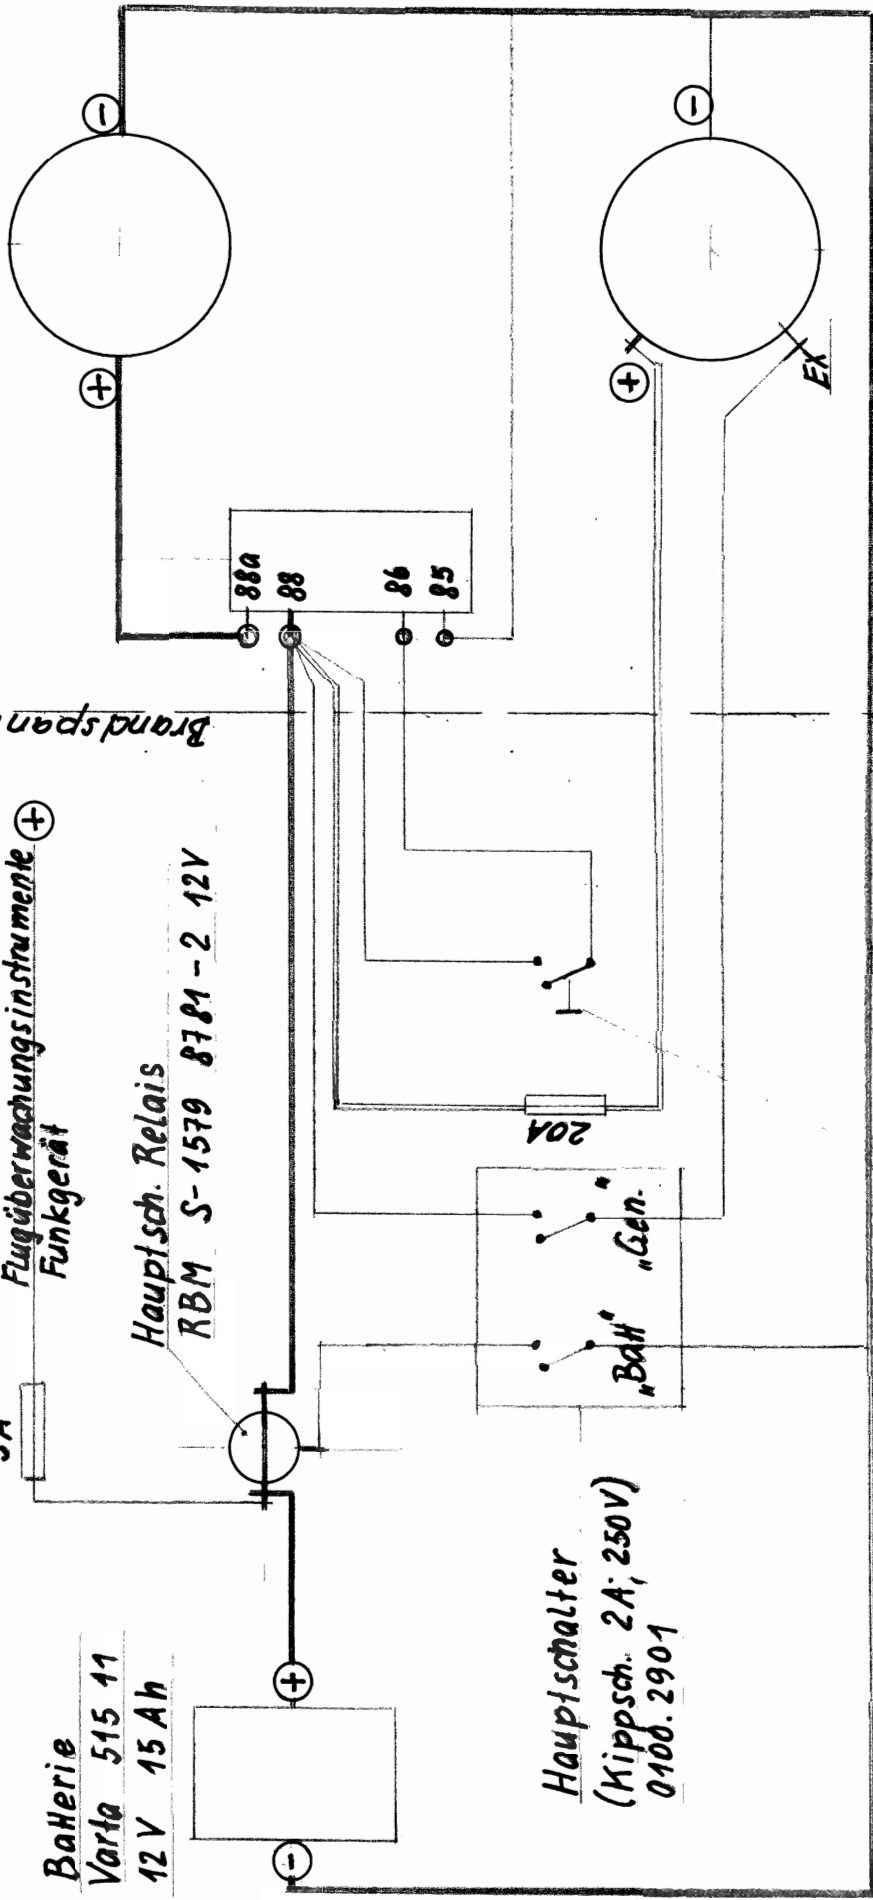 Batterie
Varta 515 11
12V 15Ah
Flugüberwachungsinstrumente +
Funkgerät
Hauptsch. Relais
RBM S-1579 8781-2 12V
+
-
Hauptschalter
(Kippsch. 2A; 250V)
0100.2901
"Batt"
"Gen."
20A
88a
88
86
85
+
-
+
-
EX